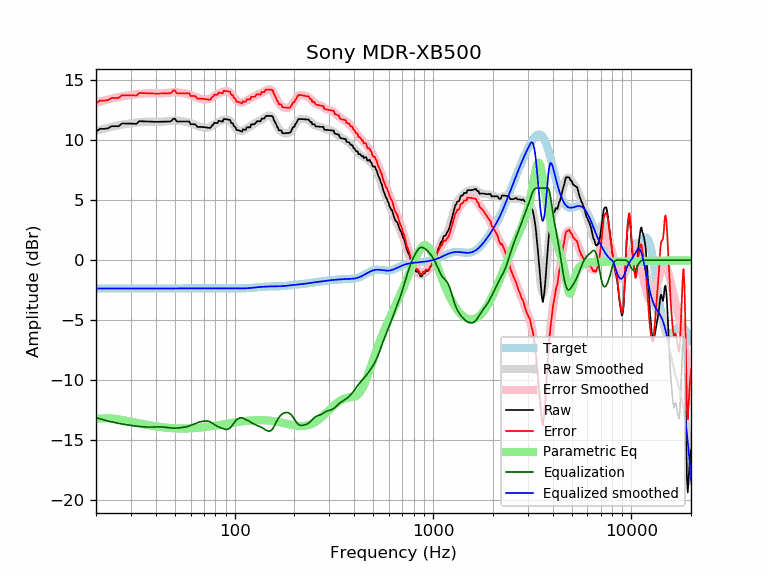 Sony MDR-XB500
15
10
5
0
−5
−10
−15
−20
Amplitude (dBr)
Target
Raw Smoothed
Error Smoothed
Raw
Error
Parametric Eq
Equalization
Equalized smoothed
100
1000
10000
Frequency (Hz)